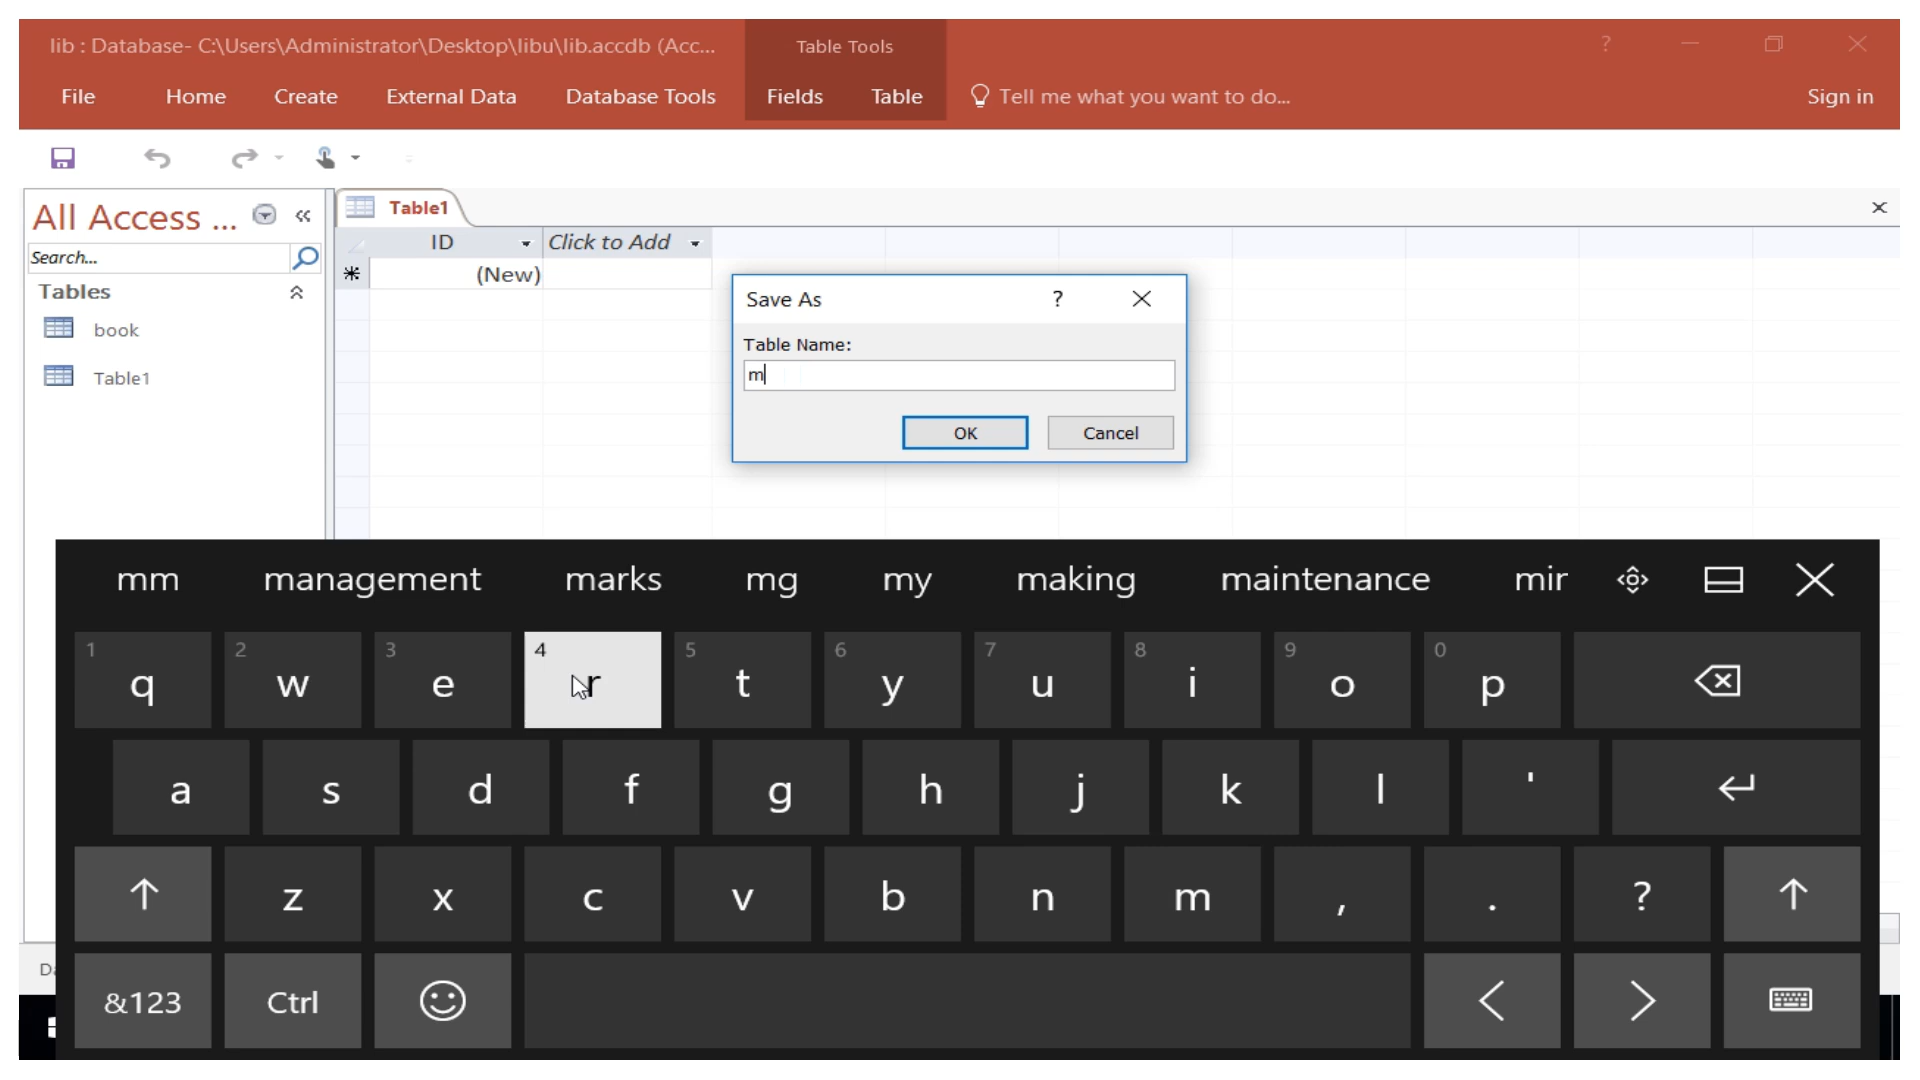 lib : Database- C:\Users\Administrator\Desktop\libu\lib.accdb (Acc...
Table Tools
?
File
Home
Create
External Data
Database Tools
Fields
Table
Tell me what you want to do...
Sign in
All Access ...
Search...
Tables
book
Table1
Table1
ID
Click to Add
(New)
Save As
?
Table Name:
m
OK
Cancel
mm management marks mg my making maintenance mir
1 q 2 w 3 e 4 r 5 t 6 y 7 u 8 i 9 o 0 p
a s d f g h j k l '
z x c v b n m , . ?
&123 Ctrl